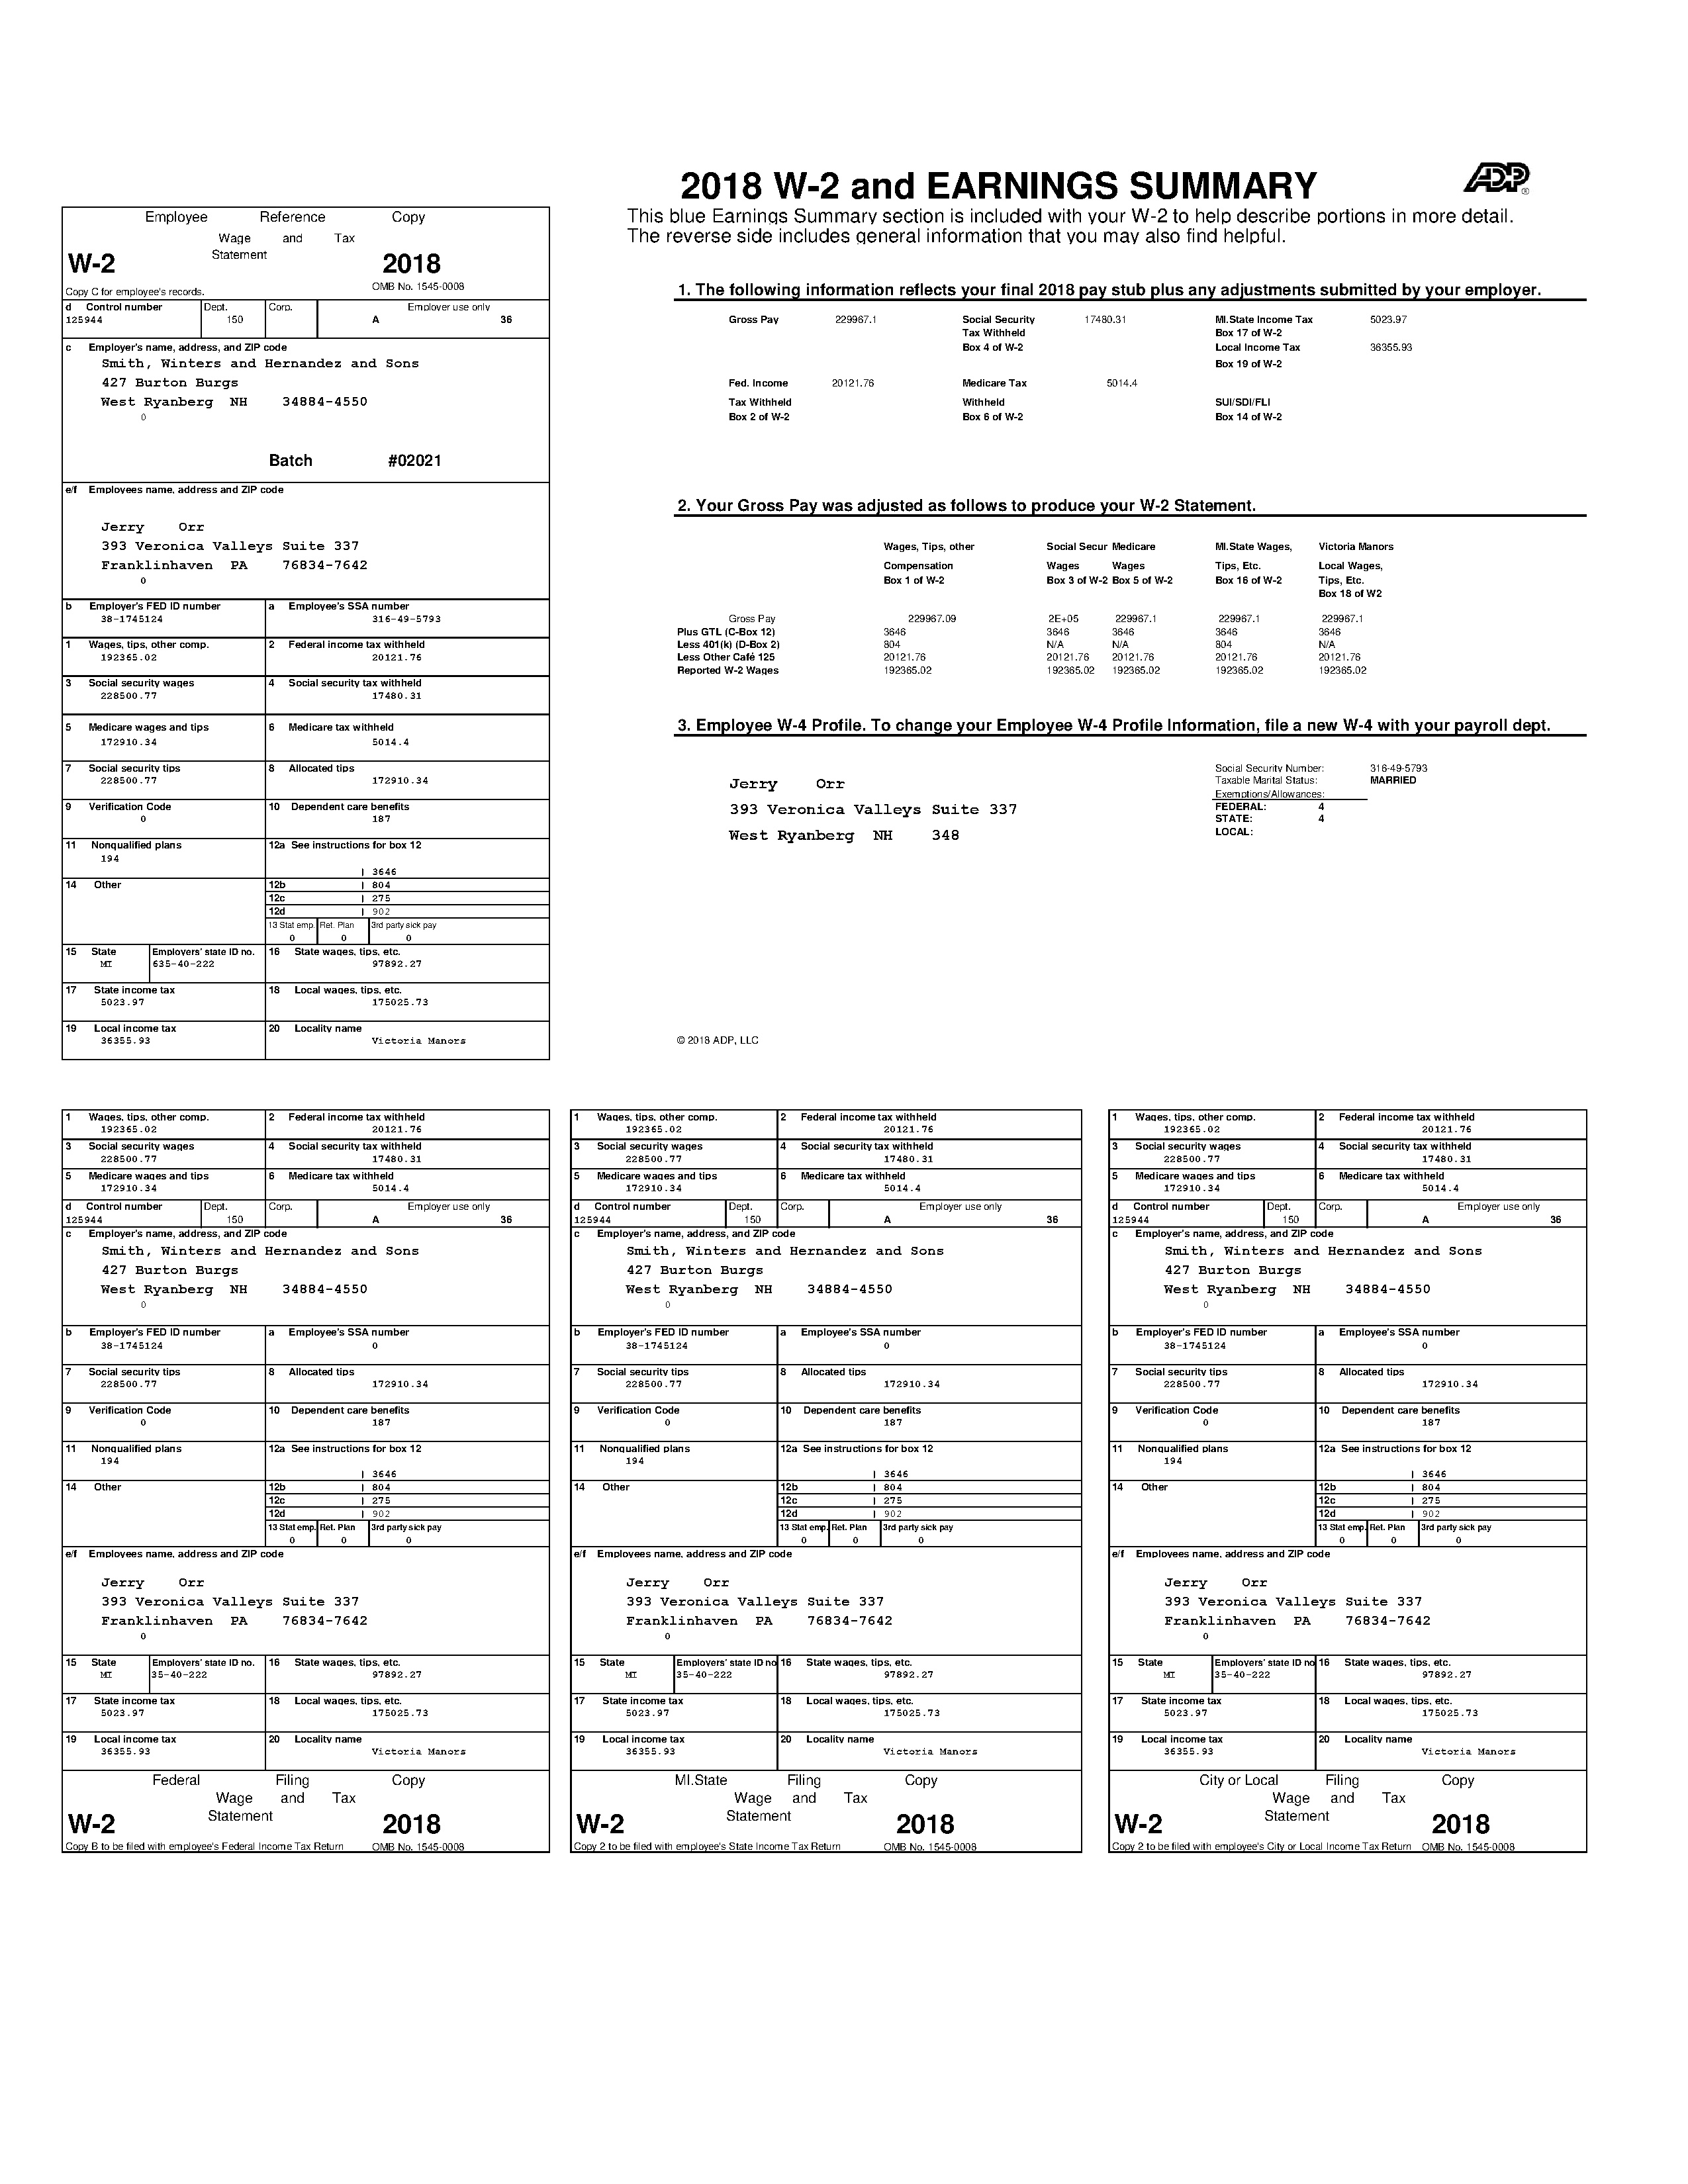 2018 W-2 and EARNINGS SUMMARY
ADP®
This blue Earnings Summary section is included with your W-2 to help describe portions in more detail.
The reverse side includes general information that you may also find helpful.
Employee Reference Copy
Wage and Tax
Statement
W-2 2018
Copy C for employee's records. OMB No. 1545-0008
d Control number Dept. Corp. Employer use only
125944 150 A 36
c Employer's name, address, and ZIP code
Smith, Winters and Hernandez and Sons
427 Burton Burgs
West Ryanberg NH 34884-4550
0
Batch #02021
e/f Employees name, address and ZIP code
Jerry Orr
393 Veronica Valleys Suite 337
Franklinhaven PA 76834-7642
0
b Employer's FED ID number a Employee's SSA number
38-1745124 316-49-5793
1 Wages, tips, other comp. 2 Federal income tax withheld
192365.02 20121.76
3 Social security wages 4 Social security tax withheld
228500.77 17480.31
5 Medicare wages and tips 6 Medicare tax withheld
172910.34 5014.4
7 Social security tips 8 Allocated tips
228500.77 172910.34
9 Verification Code 10 Dependent care benefits
0 187
11 Nonqualified plans 12a See instructions for box 12
194
3646
14 Other 12b 804
12c 275
12d 902
13 Stat emp. Ret. Plan 3rd party sick pay
0 0 0
15 State Employers' state ID no. 16 State wages, tips, etc.
MI 635-40-222 97892.27
17 State income tax 18 Local wages, tips, etc.
5023.97 175025.73
19 Local income tax 20 Locality name
36355.93 Victoria Manors
1. The following information reflects your final 2018 pay stub plus any adjustments submitted by your employer.
Gross Pay 229967.1 Social Security 17480.31 MI.State Income Tax 5023.97
Tax Withheld Box 17 of W-2
Box 4 of W-2 Local Income Tax 36355.93
Box 19 of W-2
Fed. Income 20121.76 Medicare Tax 5014.4
Tax Withheld Withheld SUI/SDI/FLI
Box 2 of W-2 Box 6 of W-2 Box 14 of W-2
2. Your Gross Pay was adjusted as follows to produce your W-2 Statement.
Wages, Tips, other Social Secur Medicare MI.State Wages, Victoria Manors
Compensation Wages Wages Tips, Etc. Local Wages,
Box 1 of W-2 Box 3 of W-2 Box 5 of W-2 Box 16 of W-2 Tips, Etc.
Box 18 of W2
Gross Pay 229967.09 2E+05 229967.1 229967.1 229967.1
Plus GTL (C-Box 12) 3646 3646 3646 3646 3646
Less 401(k) (D-Box 2) 804 N/A N/A 804 N/A
Less Other Café 125 20121.76 20121.76 20121.76 20121.76 20121.76
Reported W-2 Wages 192365.02 192365.02 192365.02 192365.02 192365.02
3. Employee W-4 Profile. To change your Employee W-4 Profile Information, file a new W-4 with your payroll dept.
Social Security Number: 316-49-5793
Taxable Marital Status: MARRIED
Exemptions/Allowances:
FEDERAL: 4
STATE: 4
LOCAL:
Jerry Orr
393 Veronica Valleys Suite 337
West Ryanberg NH 348
© 2018 ADP, LLC
1 Wages, tips, other comp. 2 Federal income tax withheld
192365.02 20121.76
3 Social security wages 4 Social security tax withheld
228500.77 17480.31
5 Medicare wages and tips 6 Medicare tax withheld
172910.34 5014.4
d Control number Dept. Corp. Employer use only
125944 150 A 36
c Employer's name, address, and ZIP code
Smith, Winters and Hernandez and Sons
427 Burton Burgs
West Ryanberg NH 34884-4550
0
b Employer's FED ID number a Employee's SSA number
38-1745124 0
7 Social security tips 8 Allocated tips
228500.77 172910.34
9 Verification Code 10 Dependent care benefits
0 187
11 Nonqualified plans 12a See instructions for box 12
194
3646
14 Other 12b 804
12c 275
12d 902
13 Stat emp. Ret. Plan 3rd party sick pay
0 0 0
e/f Employees name, address and ZIP code
Jerry Orr
393 Veronica Valleys Suite 337
Franklinhaven PA 76834-7642
0
15 State Employers' state ID no. 16 State wages, tips, etc.
MI 35-40-222 97892.27
17 State income tax 18 Local wages, tips, etc.
5023.97 175025.73
19 Local income tax 20 Locality name
36355.93 Victoria Manors
Federal Filing Copy
Wage and Tax
Statement
W-2 2018
Copy B to be filed with employee's Federal Income Tax Return OMB No. 1545-0008
1 Wages, tips, other comp. 2 Federal income tax withheld
192365.02 20121.76
3 Social security wages 4 Social security tax withheld
228500.77 17480.31
5 Medicare wages and tips 6 Medicare tax withheld
172910.34 5014.4
d Control number Dept. Corp. Employer use only
125944 150 A 36
c Employer's name, address, and ZIP code
Smith, Winters and Hernandez and Sons
427 Burton Burgs
West Ryanberg NH 34884-4550
0
b Employer's FED ID number a Employee's SSA number
38-1745124 0
7 Social security tips 8 Allocated tips
228500.77 172910.34
9 Verification Code 10 Dependent care benefits
0 187
11 Nonqualified plans 12a See instructions for box 12
194
3646
14 Other 12b 804
12c 275
12d 902
13 Stat emp. Ret. Plan 3rd party sick pay
0 0 0
e/f Employees name, address and ZIP code
Jerry Orr
393 Veronica Valleys Suite 337
Franklinhaven PA 76834-7642
0
15 State Employers' state ID no 16 State wages, tips, etc.
MI 35-40-222 97892.27
17 State income tax 18 Local wages, tips, etc.
5023.97 175025.73
19 Local income tax 20 Locality name
36355.93 Victoria Manors
MI.State Filing Copy
Wage and Tax
Statement
W-2 2018
Copy 2 to be filed with employee's State Income Tax Return OMB No. 1545-0008
1 Wages, tips, other comp. 2 Federal income tax withheld
192365.02 20121.76
3 Social security wages 4 Social security tax withheld
228500.77 17480.31
5 Medicare wages and tips 6 Medicare tax withheld
172910.34 5014.4
d Control number Dept. Corp. Employer use only
125944 150 A 36
c Employer's name, address, and ZIP code
Smith, Winters and Hernandez and Sons
427 Burton Burgs
West Ryanberg NH 34884-4550
0
b Employer's FED ID number a Employee's SSA number
38-1745124 0
7 Social security tips 8 Allocated tips
228500.77 172910.34
9 Verification Code 10 Dependent care benefits
0 187
11 Nonqualified plans 12a See instructions for box 12
194
3646
14 Other 12b 804
12c 275
12d 902
13 Stat emp. Ret. Plan 3rd party sick pay
0 0 0
e/f Employees name, address and ZIP code
Jerry Orr
393 Veronica Valleys Suite 337
Franklinhaven PA 76834-7642
0
15 State Employers' state ID no 16 State wages, tips, etc.
MI 35-40-222 97892.27
17 State income tax 18 Local wages, tips, etc.
5023.97 175025.73
19 Local income tax 20 Locality name
36355.93 Victoria Manors
City or Local Filing Copy
Wage and Tax
Statement
W-2 2018
Copy 2 to be filed with employee's City or Local Income Tax Return OMB No. 1545-0008